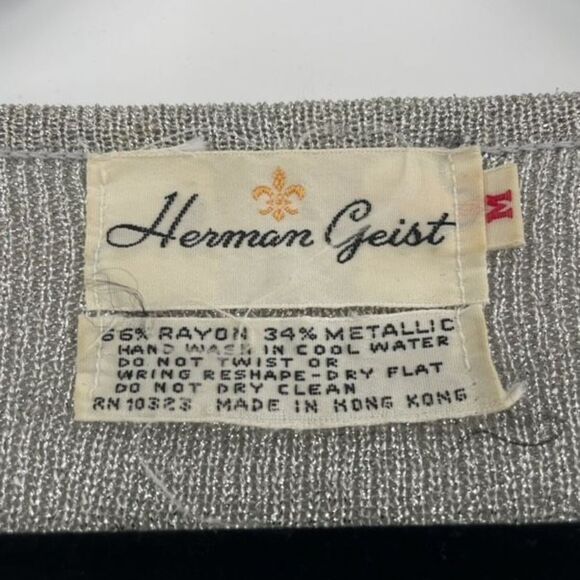 Herman Geist
M
66% RAYON 34% METALLIC
HAND WASH IN COOL WATER
DO NOT TWIST OR
WRING RESHAPE-DRY FLAT
DO NOT DRY CLEAN
RN 10323 MADE IN HONG KONG